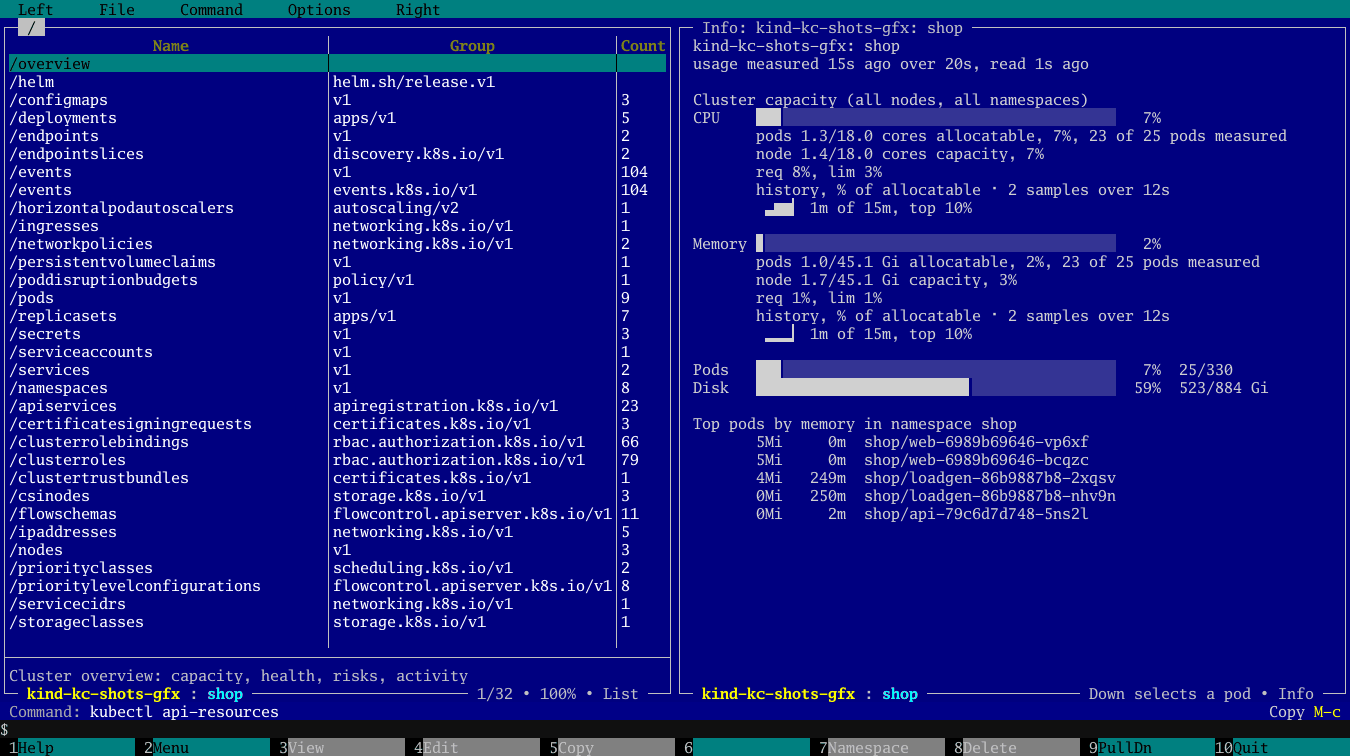 Left File Command Options Right
/
Name Group Count
/overview
/helm helm.sh/release.v1
/configmaps v1 3
/deployments apps/v1 5
/endpoints v1 2
/endpointslices discovery.k8s.io/v1 2
/events v1 104
/events events.k8s.io/v1 104
/horizontalpodautoscalers autoscaling/v2 1
/ingresses networking.k8s.io/v1 1
/networkpolicies networking.k8s.io/v1 2
/persistentvolumeclaims v1 1
/poddisruptionbudgets policy/v1 1
/pods v1 9
/replicasets apps/v1 7
/secrets v1 3
/serviceaccounts v1 1
/services v1 2
/namespaces v1 8
/apiservices apiregistration.k8s.io/v1 23
/certificatesigningrequests certificates.k8s.io/v1 3
/clusterrolebindings rbac.authorization.k8s.io/v1 66
/clusterroles rbac.authorization.k8s.io/v1 79
/clustertrustbundles certificates.k8s.io/v1 1
/csinodes storage.k8s.io/v1 3
/flowschemas flowcontrol.apiserver.k8s.io/v1 11
/ipaddresses networking.k8s.io/v1 5
/nodes v1 3
/priorityclasses scheduling.k8s.io/v1 2
/prioritylevelconfigurations flowcontrol.apiserver.k8s.io/v1 8
/servicecidrs networking.k8s.io/v1 1
/storageclasses storage.k8s.io/v1 1
Cluster overview: capacity, health, risks, activity
kind-kc-shots-gfx : shop 1/32 • 100% • List
Info: kind-kc-shots-gfx: shop
kind-kc-shots-gfx: shop
usage measured 15s ago over 20s, read 1s ago
Cluster capacity (all nodes, all namespaces)
CPU 7%
pods 1.3/18.0 cores allocatable, 7%, 23 of 25 pods measured
node 1.4/18.0 cores capacity, 7%
req 8%, lim 3%
history, % of allocatable · 2 samples over 12s
1m of 15m, top 10%
Memory 2%
pods 1.0/45.1 Gi allocatable, 2%, 23 of 25 pods measured
node 1.7/45.1 Gi capacity, 3%
req 1%, lim 1%
history, % of allocatable · 2 samples over 12s
1m of 15m, top 10%
Pods 7% 25/330
Disk 59% 523/884 Gi
Top pods by memory in namespace shop
5Mi 0m shop/web-6989b69646-vp6xf
5Mi 0m shop/web-6989b69646-bcqzc
4Mi 249m shop/loadgen-86b9887b8-2xqsv
0Mi 250m shop/loadgen-86b9887b8-nhv9n
0Mi 2m shop/api-79c6d7d748-5ns2l
kind-kc-shots-gfx : shop Down selects a pod • Info
Command: kubectl api-resources Copy M-c
$
1Help 2Menu 3View 4Edit 5Copy 6 7Namespace 8Delete 9PullDn 10Quit